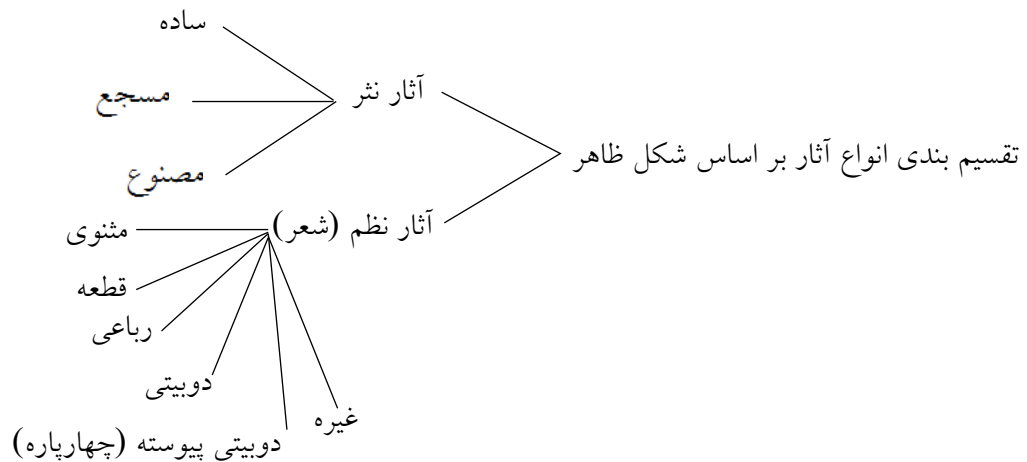 تقسیم بندی انواع آثار بر اساس شکل ظاهر
آثار نثر
ساده
مسجع
مصنوع
آثار نظم (شعر)
مثنوی
قطعه
رباعی
دوبیتی
دوبیتی پیوسته (چهارپاره)
غیره